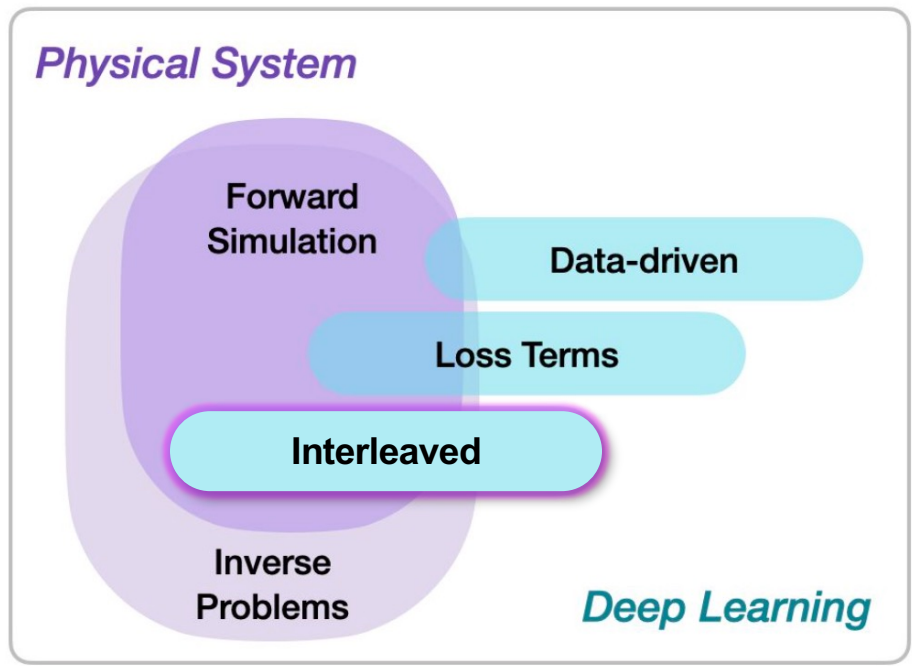 Physical System
Forward
Simulation
Data-driven
Loss Terms
Interleaved
Inverse
Problems
Deep Learning